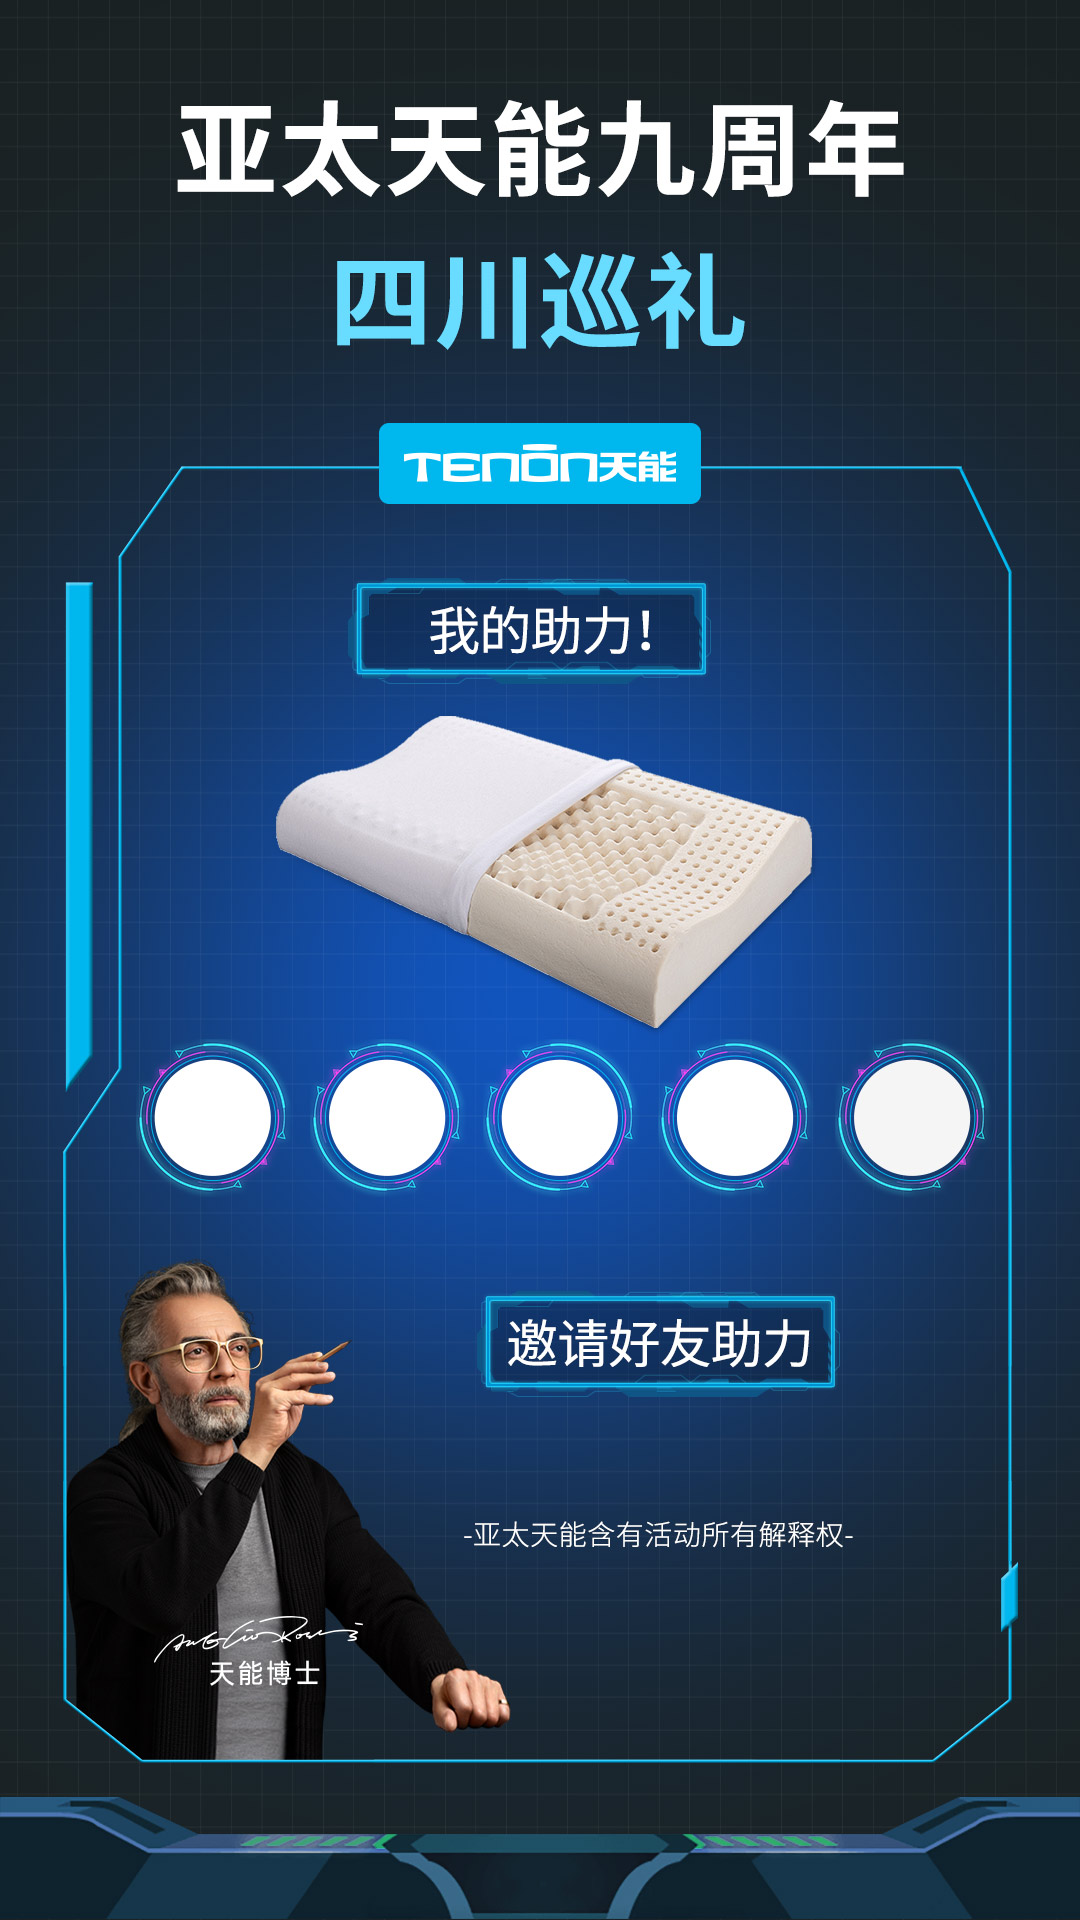 亚太天能九周年
四川巡礼
TENON天能
我的助力!
邀请好友助力
-亚太天能含有活动所有解释权-
天能博士